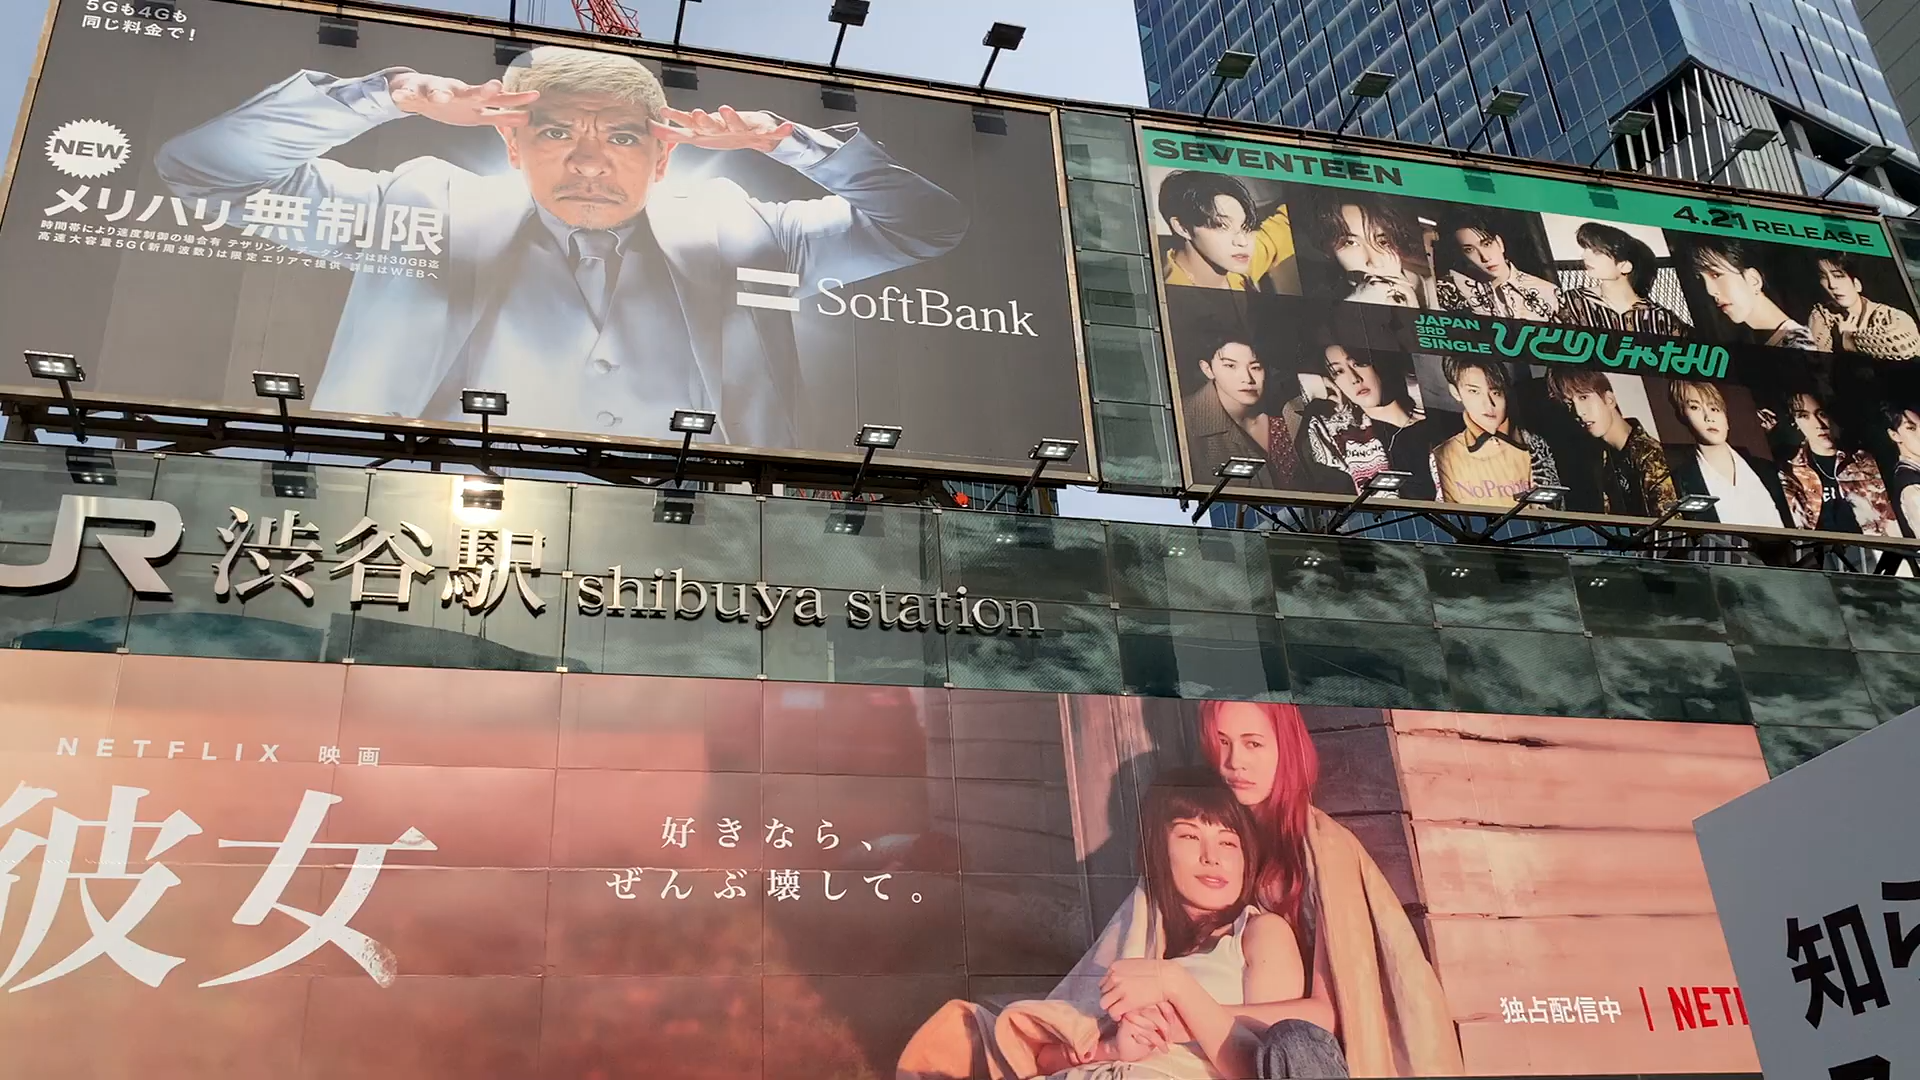 5Gも4Gも
同じ料金で!
NEW
メリハリ無制限
時間帯により速度制御の場合有 テザリング・データシェアは計30GB迄
高速大容量5G(新周波数)は限定エリアで提供 詳細はWEBへ
SoftBank
SEVENTEEN
4.21 RELEASE
JAPAN
3RD
SINGLE
ひとりじゃない
JR 渋谷駅 shibuya station
NETFLIX 映画
彼女
好きなら、
ぜんぶ壊して。
独占配信中 | NETF
知ら